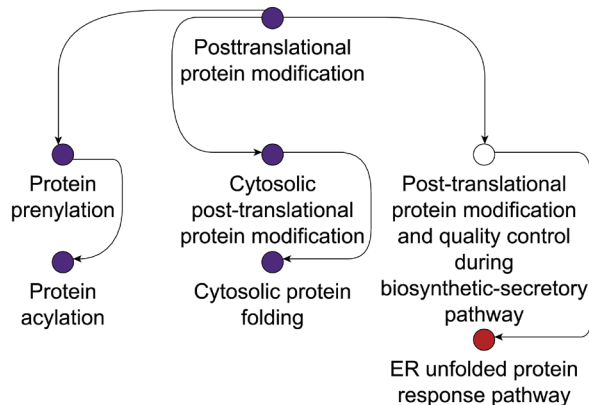 Posttranslational
protein modification
Protein
prenylation
Cytosolic
post-translational
protein modification
Post-translational
protein modification
and quality control
during
biosynthetic-secretory
pathway
Protein
acylation
Cytosolic protein
folding
ER unfolded protein
response pathway